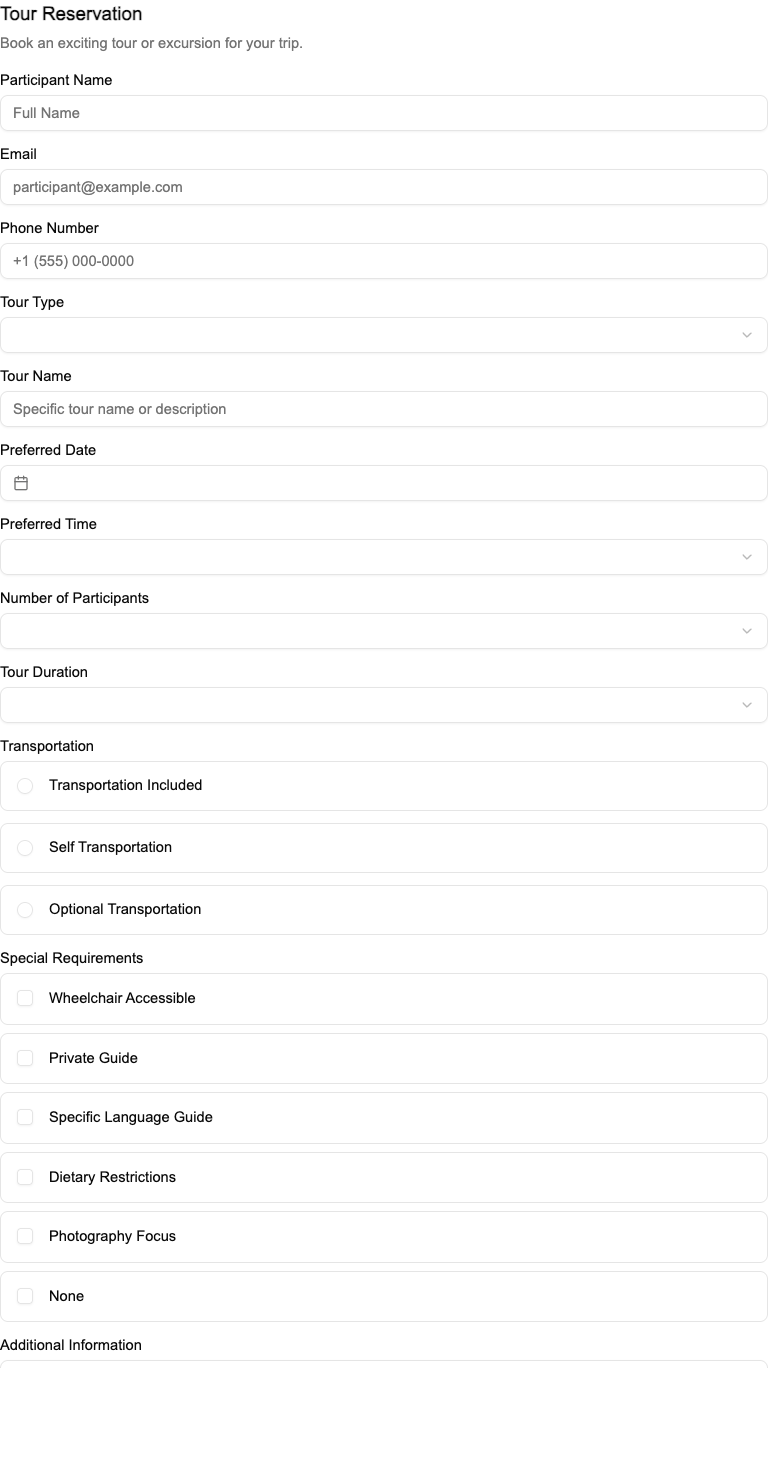 Tour Reservation
Book an exciting tour or excursion for your trip.
Participant Name
Full Name
Email
participant@example.com
Phone Number
+1 (555) 000-0000
Tour Type
Tour Name
Specific tour name or description
Preferred Date
Preferred Time
Number of Participants
Tour Duration
Transportation
Transportation Included
Self Transportation
Optional Transportation
Special Requirements
Wheelchair Accessible
Private Guide
Specific Language Guide
Dietary Restrictions
Photography Focus
None
Additional Information